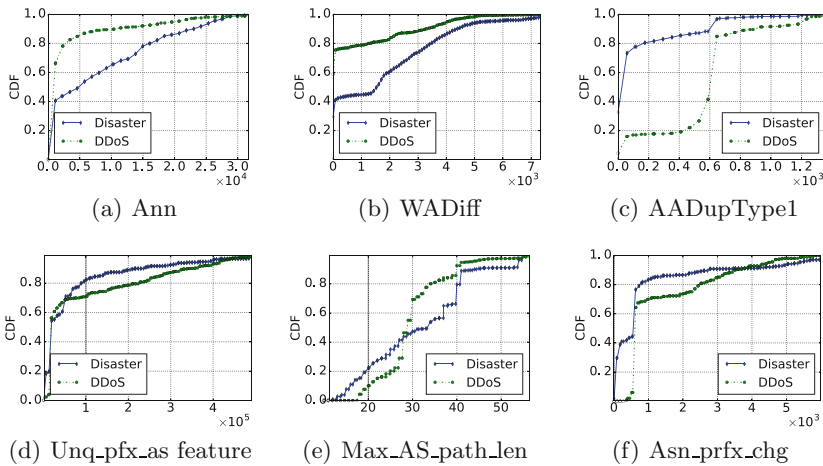 1.0
0.8
0.6
0.4
0.2
CDF
Disaster
DDoS
0.0 0.5 1.0 1.5 2.0 2.5 3.0
×10^4
(a) Ann
1.0
0.8
0.6
0.4
0.2
CDF
Disaster
DDoS
0 1 2 3 4 5 6 7
×10^3
(b) WADiff
1.0
0.8
0.6
0.4
0.2
CDF
Disaster
DDoS
0.0 0.2 0.4 0.6 0.8 1.0 1.2
×10^3
(c) AADupType1
0.8
0.6
0.4
0.2
0.0
CDF
Disaster
DDoS
1 2 3 4
×10^5
(d) Unq_pfx_as feature
0.8
0.6
0.4
0.2
0.0
CDF
Disaster
DDoS
20 30 40 50
(e) Max_AS_path_len
1.0
0.8
0.6
0.4
0.2
CDF
Disaster
DDoS
0 1 2 3 4 5 6
×10^3
(f) Asn_prfx_chg